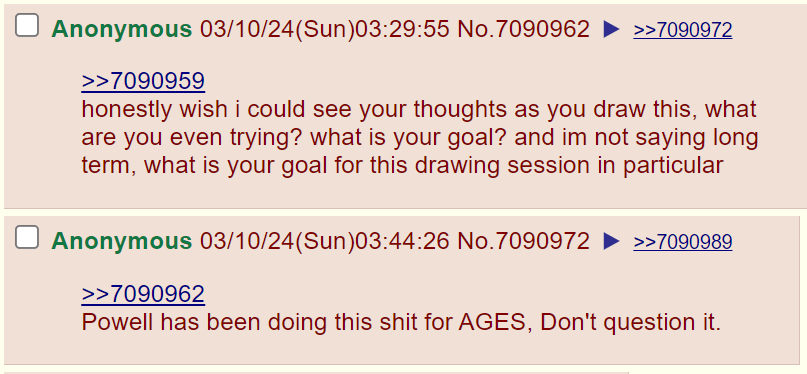 Anonymous 03/10/24(Sun)03:29:55 No.7090962 ▶ >>7090972
>>7090959
honestly wish i could see your thoughts as you draw this, what
are you even trying? what is your goal? and im not saying long
term, what is your goal for this drawing session in particular
Anonymous 03/10/24(Sun)03:44:26 No.7090972 ▶ >>7090989
>>7090962
Powell has been doing this shit for AGES, Don't question it.